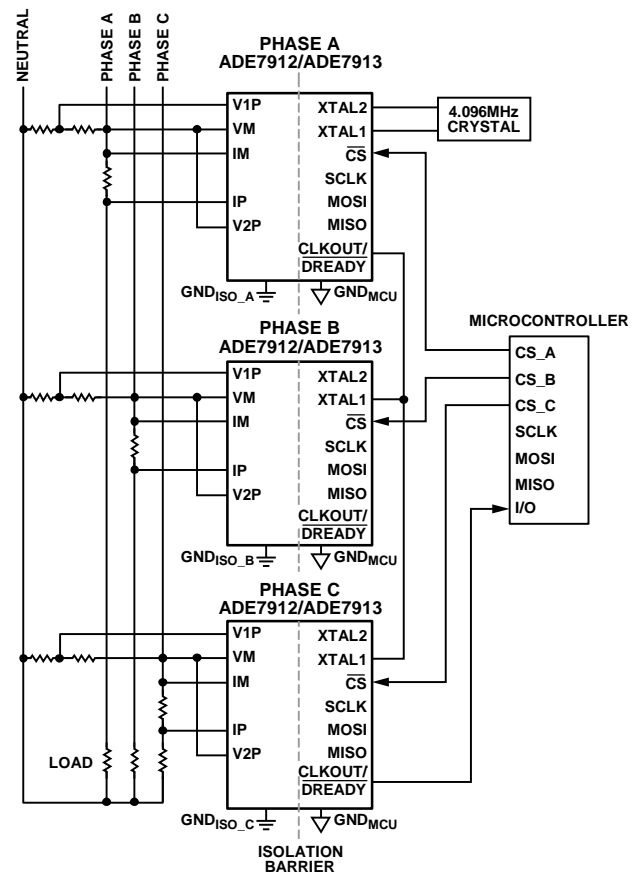 NEUTRAL
PHASE A
PHASE B
PHASE C
PHASE A
ADE7912/ADE7913
V1P
VM
IM
IP
V2P
XTAL2
XTAL1
CS
SCLK
MOSI
MISO
CLKOUT/
DREADY
4.096MHz
CRYSTAL
GNDISO_A
GNDMCU
PHASE B
ADE7912/ADE7913
V1P
VM
IM
IP
V2P
XTAL2
XTAL1
CS
SCLK
MOSI
MISO
CLKOUT/
DREADY
GNDISO_B
GNDMCU
MICROCONTROLLER
CS_A
CS_B
CS_C
SCLK
MOSI
MISO
I/O
PHASE C
ADE7912/ADE7913
V1P
VM
IM
IP
V2P
XTAL2
XTAL1
CS
SCLK
MOSI
MISO
CLKOUT/
DREADY
LOAD
GNDISO_C
GNDMCU
ISOLATION
BARRIER